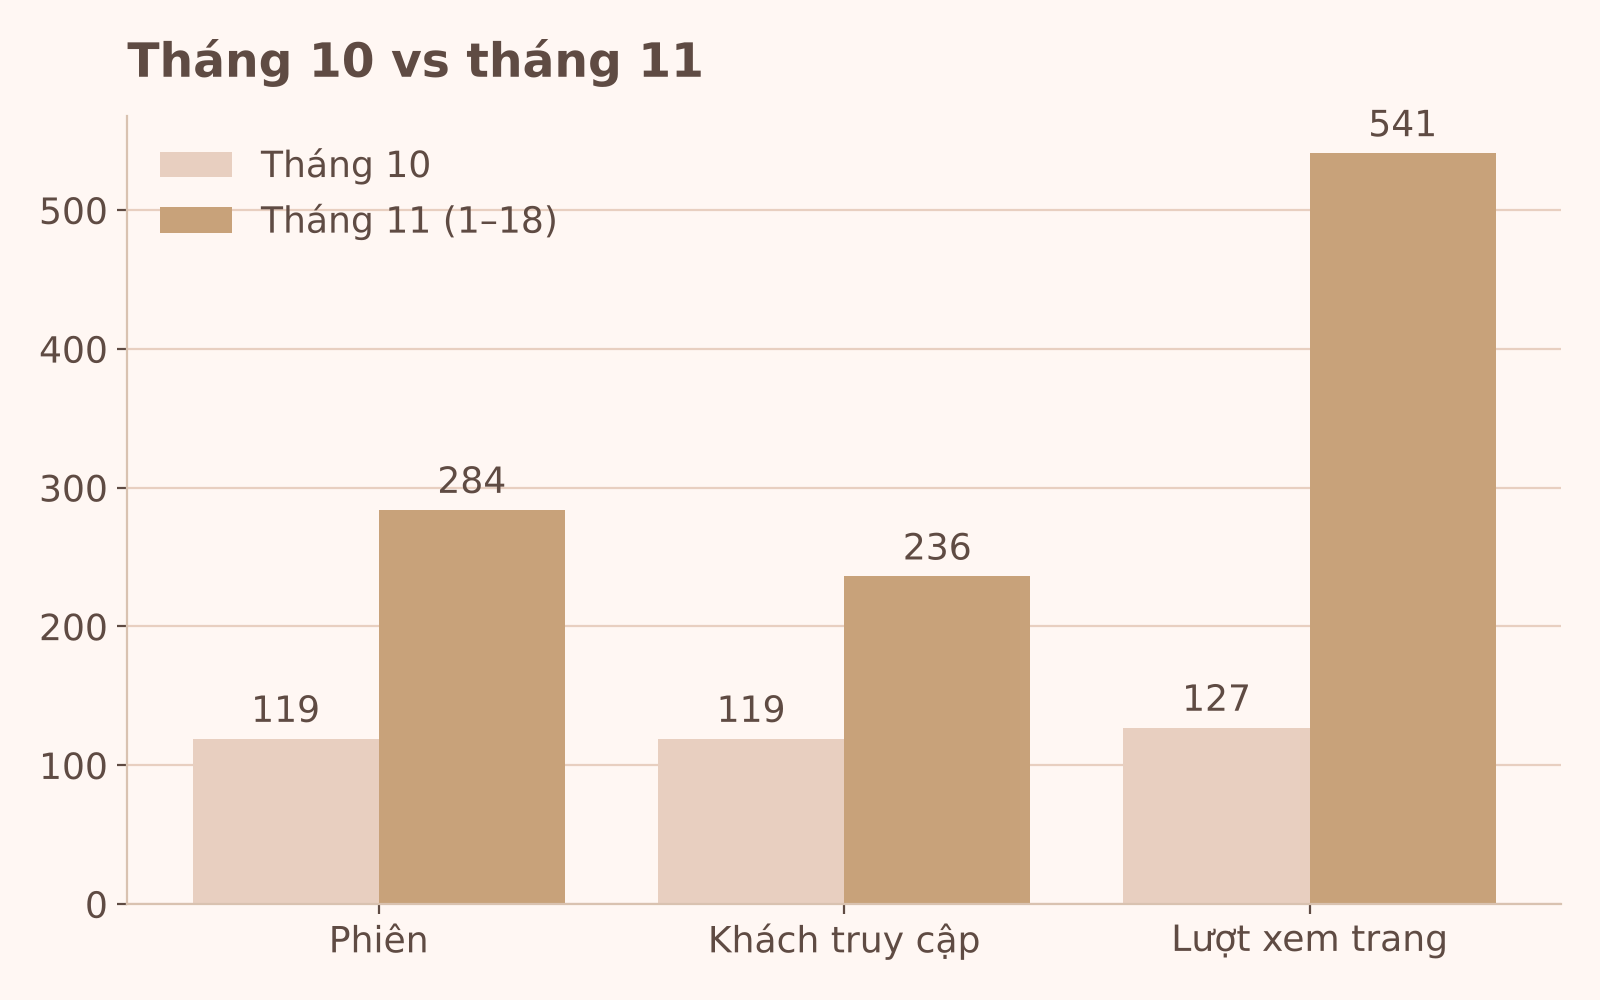 Tháng 10 vs tháng 11
541
Tháng 10
500
Tháng 11 (1–18)
400
300
284
236
200
119
119
127
100
0
Phiên
Khách truy cập
Lượt xem trang